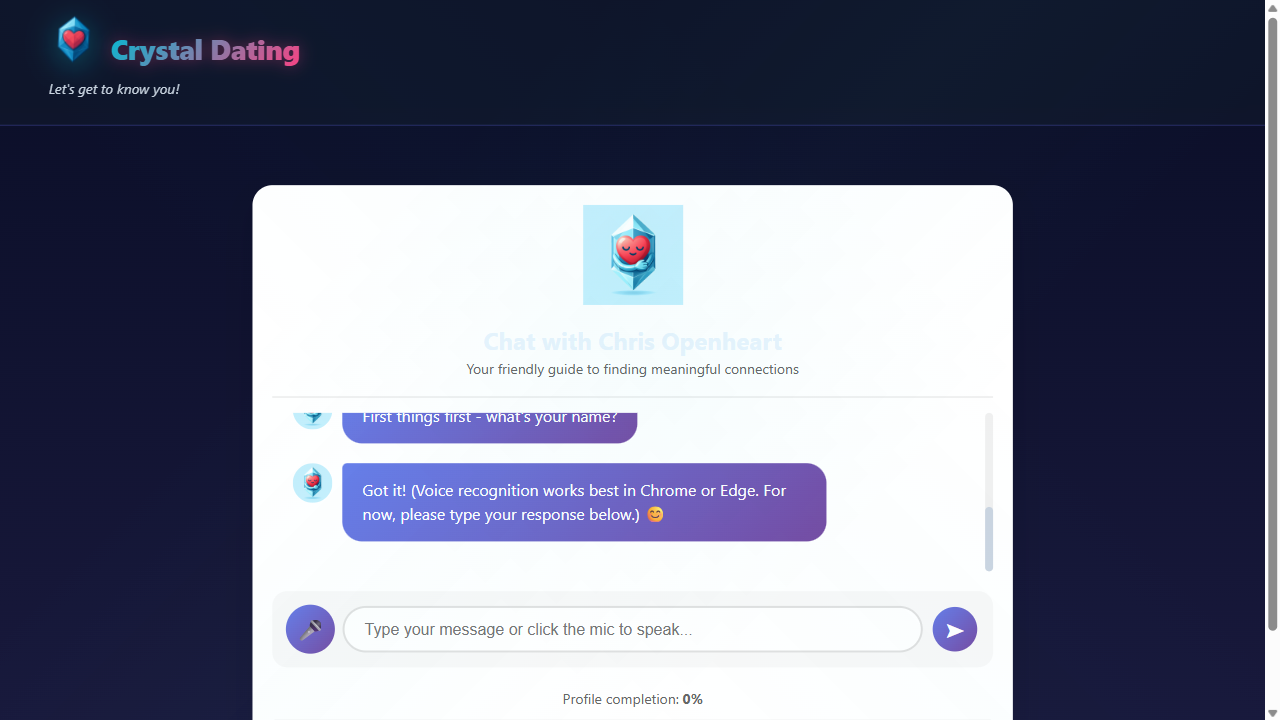 Crystal Dating
Let's get to know you!
Chat with Chris Openheart
Your friendly guide to finding meaningful connections
First things first - what's your name?
Got it! (Voice recognition works best in Chrome or Edge. For
now, please type your response below.) 😊
Type your message or click the mic to speak...
Profile completion: 0%